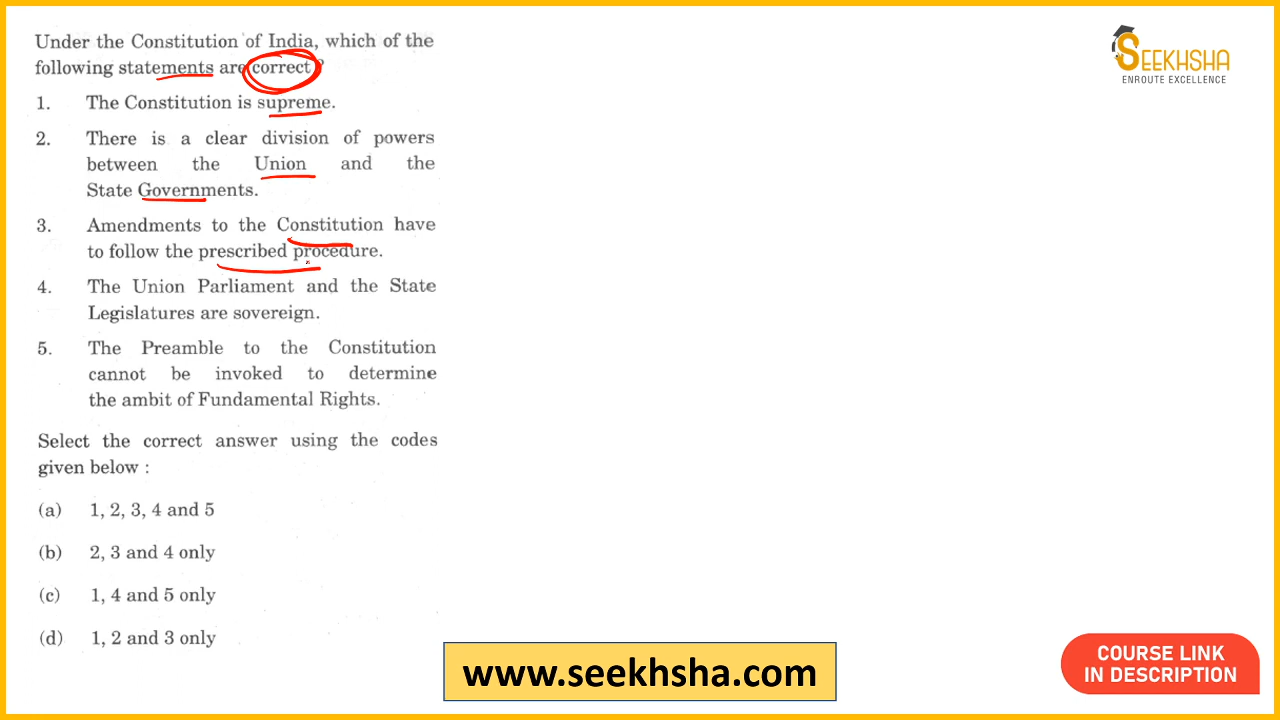 Under the Constitution of India, which of the
following statements are correct ?
1. The Constitution is supreme.
2. There is a clear division of powers
between the Union and the
State Governments.
3. Amendments to the Constitution have
to follow the prescribed procedure.
4. The Union Parliament and the State
Legislatures are sovereign.
5. The Preamble to the Constitution
cannot be invoked to determine
the ambit of Fundamental Rights.
Select the correct answer using the codes
given below :
(a) 1, 2, 3, 4 and 5
(b) 2, 3 and 4 only
(c) 1, 4 and 5 only
(d) 1, 2 and 3 only
SEEKHSHA
ENROUTE EXCELLENCE
www.seekhsha.com
COURSE LINK
IN DESCRIPTION